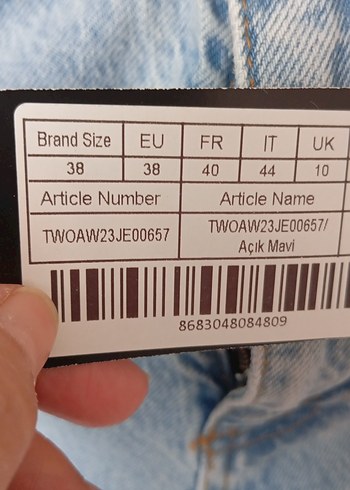 Brand Size EU FR IT UK
38 38 40 44 10
Article Number Article Name
TWOAW23JE00657 TWOAW23JE00657/
Açık Mavi
8683048084809